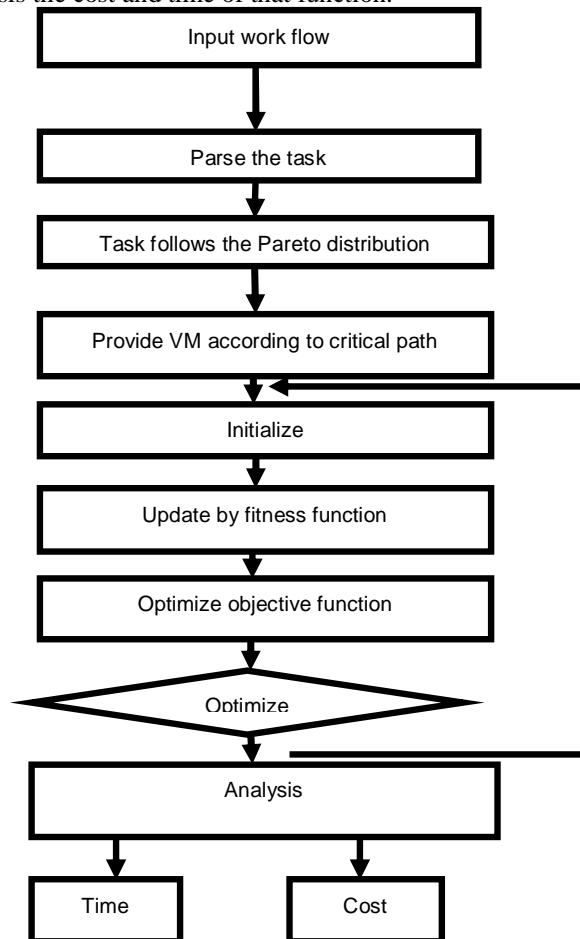 the cost and time of that function.
Input work flow
Parse the task
Task follows the Pareto distribution
Provide VM according to critical path
Initialize
Update by fitness function
Optimize objective function
Optimize
Analysis
Time
Cost